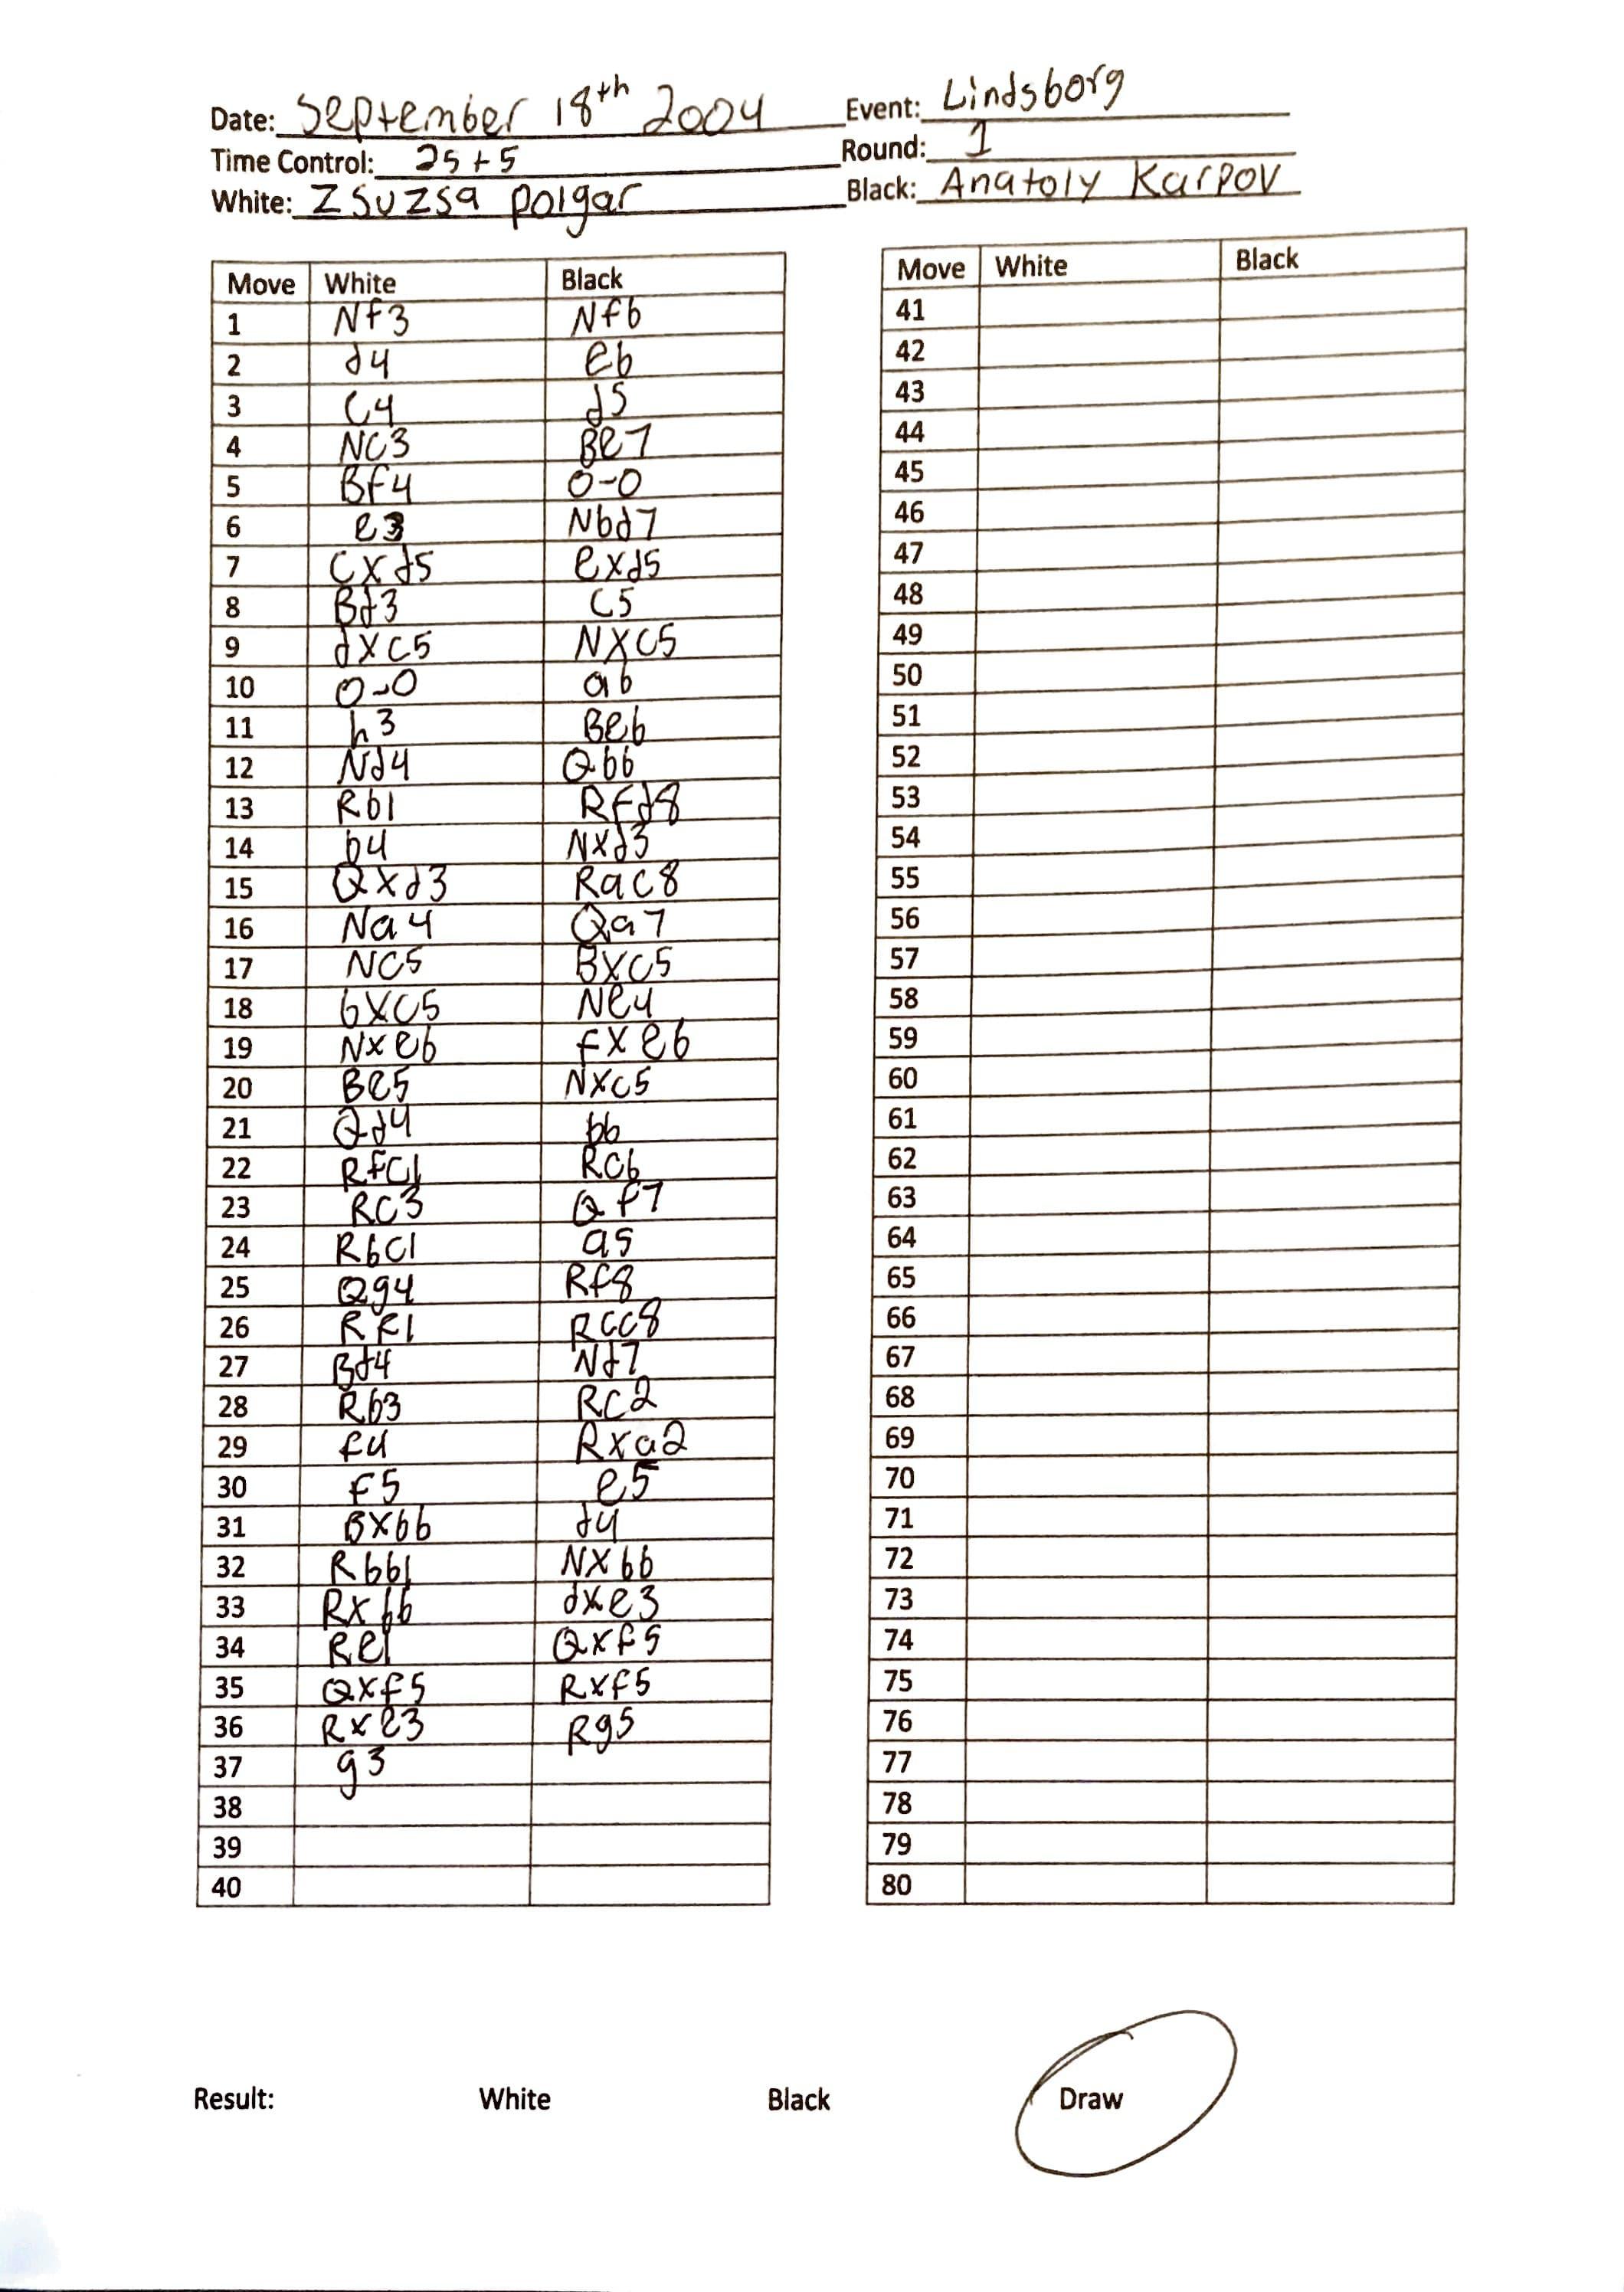 Date: September 18th 2004 Event: Lindsborg
Time Control: 25+5 Round: 1
White: Zsuzsa polgar Black: Anatoly Karpov
Move White Black
1 Nf3 Nf6
2 d4 e6
3 C4 d5
4 NC3 Be7
5 Bf4 0-0
6 e3 Nbd7
7 Cxd5 exd5
8 Bd3 C5
9 dxc5 Nxc5
10 0-0 a6
11 h3 Be6
12 Nd4 Qb6
13 Rb1 Rfd8
14 b4 Nxd3
15 Qxd3 Rac8
16 Na4 Qa7
17 NC5 Bxc5
18 bxc5 Ne4
19 Nxe6 fxe6
20 Be5 Nxc5
21 Qd4 b6
22 Rfc1 Rc6
23 RC3 Qf7
24 Rbc1 a5
25 Qg4 Rf8
26 Rf1 Rcc8
27 Bd4 Nd7
28 Rb3 Rc2
29 f4 Rxa2
30 f5 e5
31 Bxb6 d4
32 Rbb1 Nxb6
33 Rxb6 dxe3
34 Re1 Qxf5
35 Qxf5 Rxf5
36 Rxe3 Rg5
37 g3
38
39
40
Move White Black
41
42
43
44
45
46
47
48
49
50
51
52
53
54
55
56
57
58
59
60
61
62
63
64
65
66
67
68
69
70
71
72
73
74
75
76
77
78
79
80
Result: White Black Draw